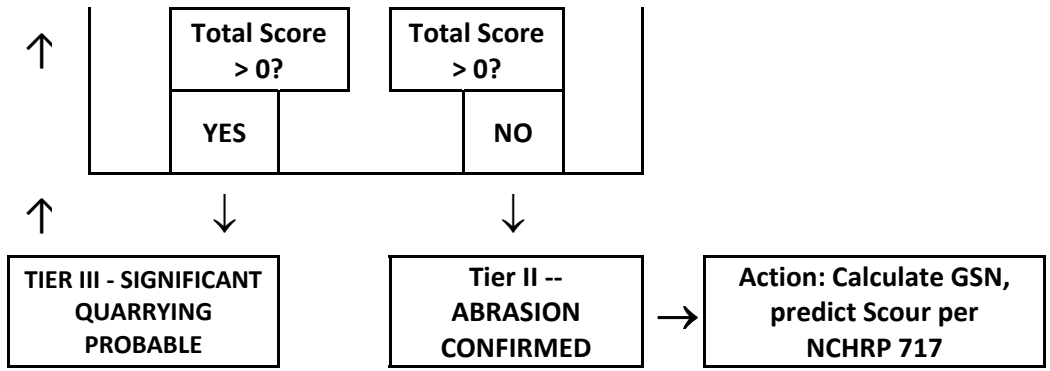 ↑
Total Score
> 0?
Total Score
> 0?
YES
NO
↑
↓
↓
TIER III - SIGNIFICANT
QUARRYING
PROBABLE
Tier II --
ABRASION
CONFIRMED
→
Action: Calculate GSN,
predict Scour per
NCHRP 717